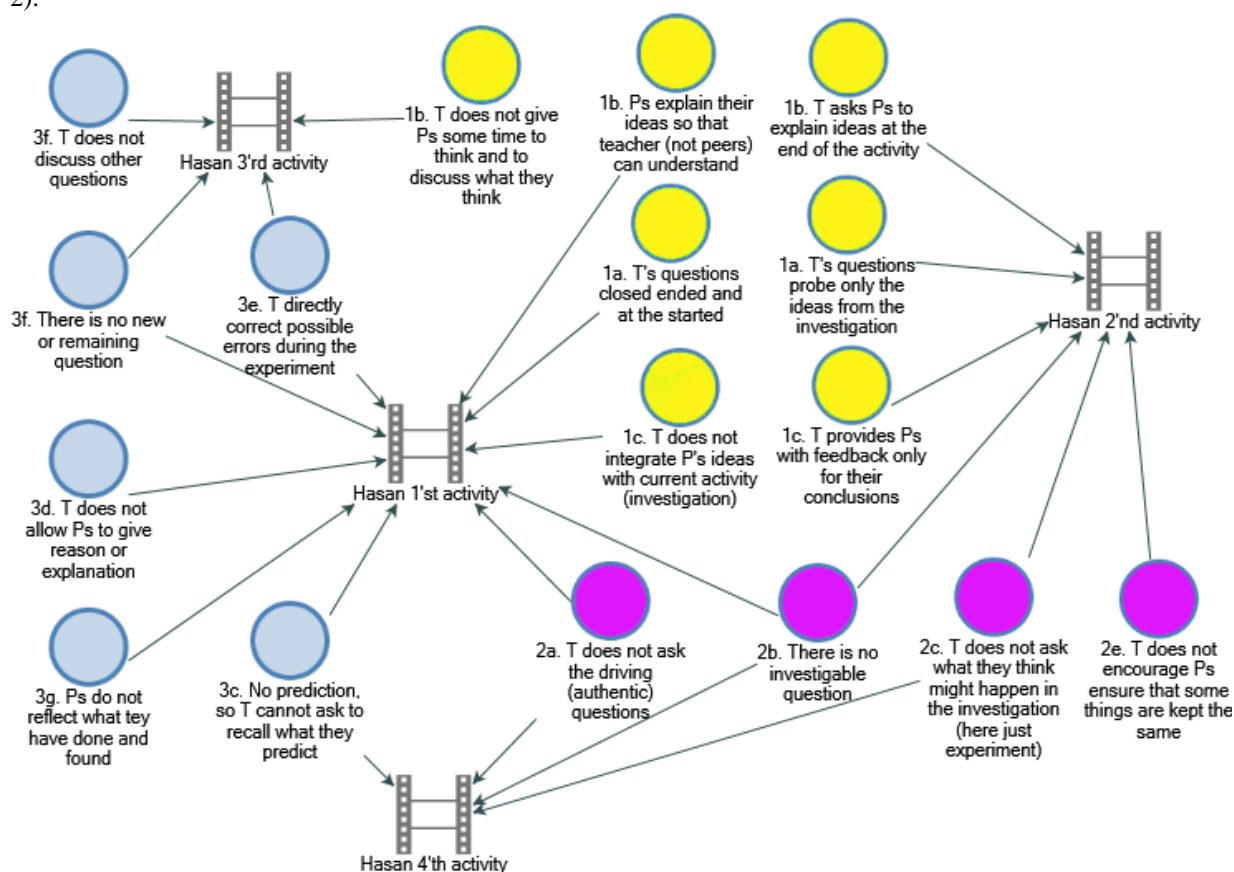 2).
3f. T does not
discuss other
questions
Hasan 3'rd activity
1b. T does not give
Ps some time to
think and to
discuss what they
think
1b. Ps explain their
ideas so that
teacher (not peers)
can understand
1b. T asks Ps to
explain ideas at the
end of the activity
3f. There is no new
or remaining
question
3e. T directly
correct possible
errors during the
experiment
1a. T's questions
closed ended and
at the started
1a. T's questions
probe only the
ideas from the
investigation
Hasan 2'nd activity
3d. T does not
allow Ps to give
reason or
explanation
Hasan 1'st activity
1c. T does not
integrate P's ideas
with current activity
(investigation)
1c. T provides Ps
with feedback only
for their
conclusions
3g. Ps do not
reflect what tey
have done and
found
3c. No prediction,
so T cannot ask to
recall what they
predict
2a. T does not ask
the driving
(authentic)
questions
2b. There is no
investigable
question
2c. T does not ask
what they think
might happen in
the investigation
(here just
experiment)
2e. T does not
encourage Ps
ensure that some
things are kept the
same
Hasan 4'th activity